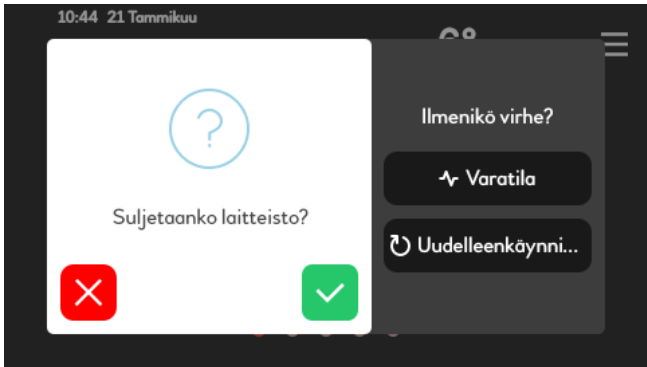 10:44 21 Tammikuu
?
Suljetaanko laitteisto?
Ilmenikö virhe?
Varatila
Uudelleenkäynni...